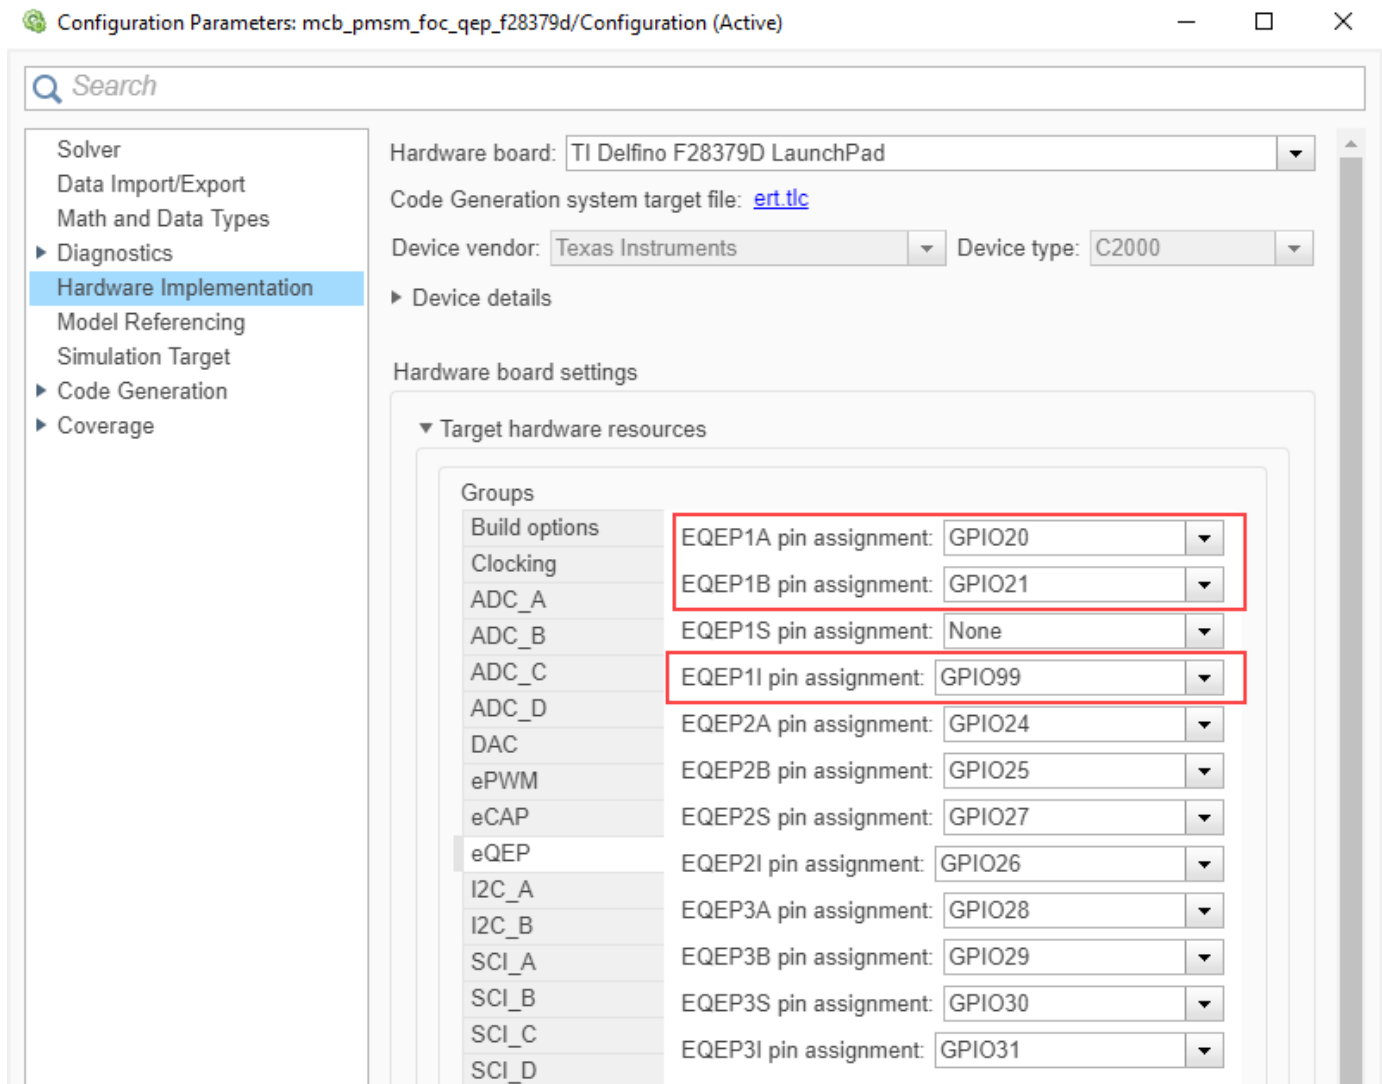 Configuration Parameters: mcb_pmsm_foc_qep_f28379d/Configuration (Active)
Search
Solver
Data Import/Export
Math and Data Types
Diagnostics
Hardware Implementation
Model Referencing
Simulation Target
Code Generation
Coverage
Hardware board: TI Delfino F28379D LaunchPad
Code Generation system target file: ert.tlc
Device vendor: Texas Instruments Device type: C2000
Device details
Hardware board settings
Target hardware resources
Groups
Build options
Clocking
ADC_A
ADC_B
ADC_C
ADC_D
DAC
ePWM
eCAP
eQEP
I2C_A
I2C_B
SCI_A
SCI_B
SCI_C
SCI_D
EQEP1A pin assignment: GPIO20
EQEP1B pin assignment: GPIO21
EQEP1S pin assignment: None
EQEP1I pin assignment: GPIO99
EQEP2A pin assignment: GPIO24
EQEP2B pin assignment: GPIO25
EQEP2S pin assignment: GPIO27
EQEP2I pin assignment: GPIO26
EQEP3A pin assignment: GPIO28
EQEP3B pin assignment: GPIO29
EQEP3S pin assignment: GPIO30
EQEP3I pin assignment: GPIO31